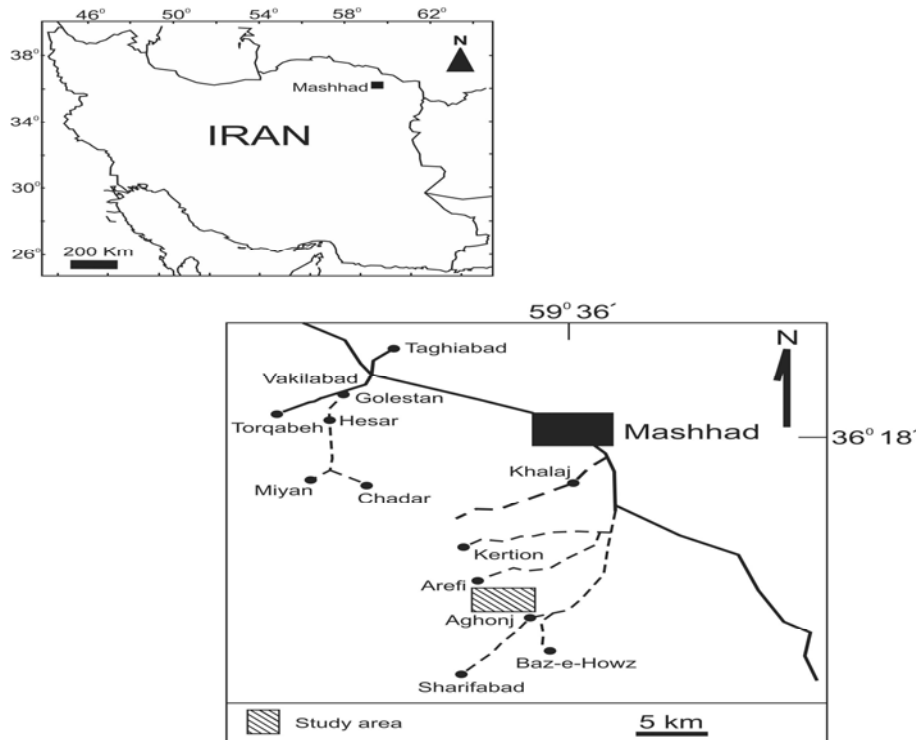 46° 50° 54° 58° 62°
38°
N
Mashhad
34°
IRAN
30°
26°
200 Km
59° 36´
N
Taghiabad
Vakilabad
Golestan
Torqabeh
Hesar
Mashhad
36° 18´
Khalaj
Miyan
Chadar
Kertion
Arefi
Aghonj
Baz-e-Howz
Sharifabad
Study area
5 km